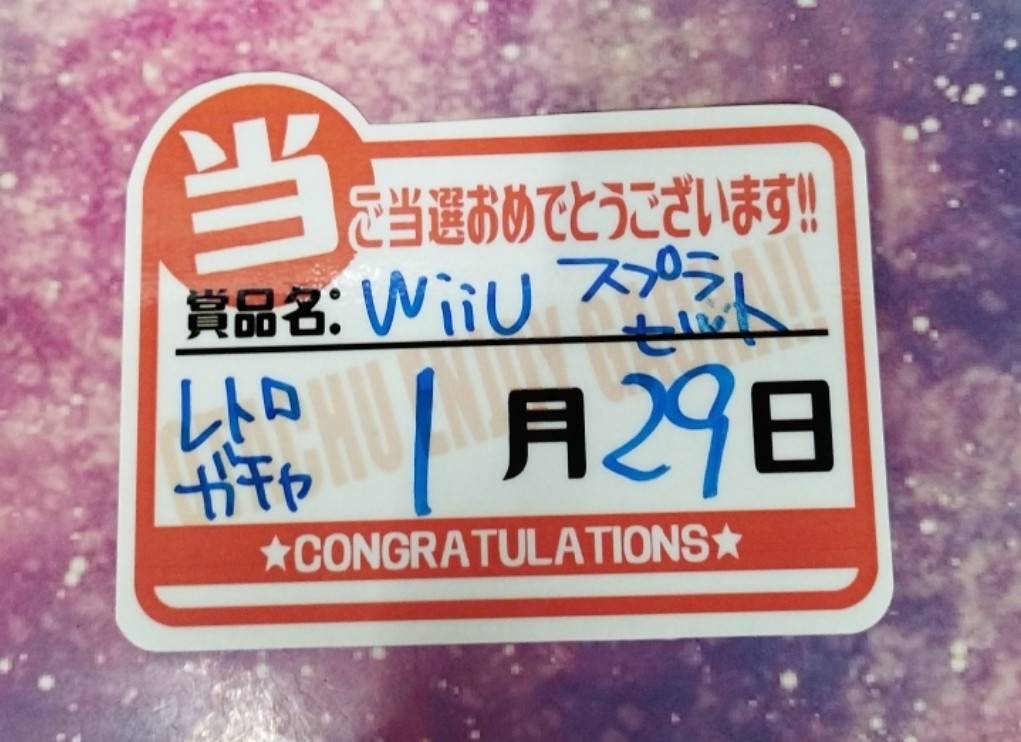 当
ご当選おめでとうございます!!
賞品名: WiiU スプラ
セット
レトロ
ガチャ
1月29日
★CONGRATULATIONS★